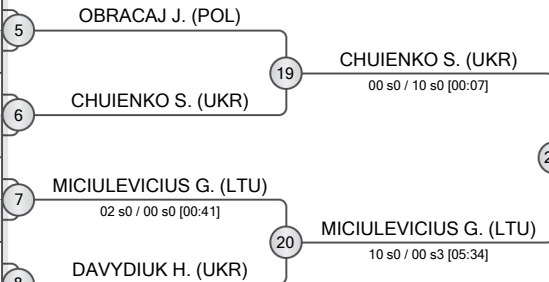 OBRACAJ J. (POL)
5
19
CHUIENKO S. (UKR)
00 s0 / 10 s0 [00:07]
CHUIENKO S. (UKR)
6
MICIULEVICIUS G. (LTU)
7
02 s0 / 00 s0 [00:41]
20
MICIULEVICIUS G. (LTU)
10 s0 / 00 s3 [05:34]
DAVYDIUK H. (UKR)
8